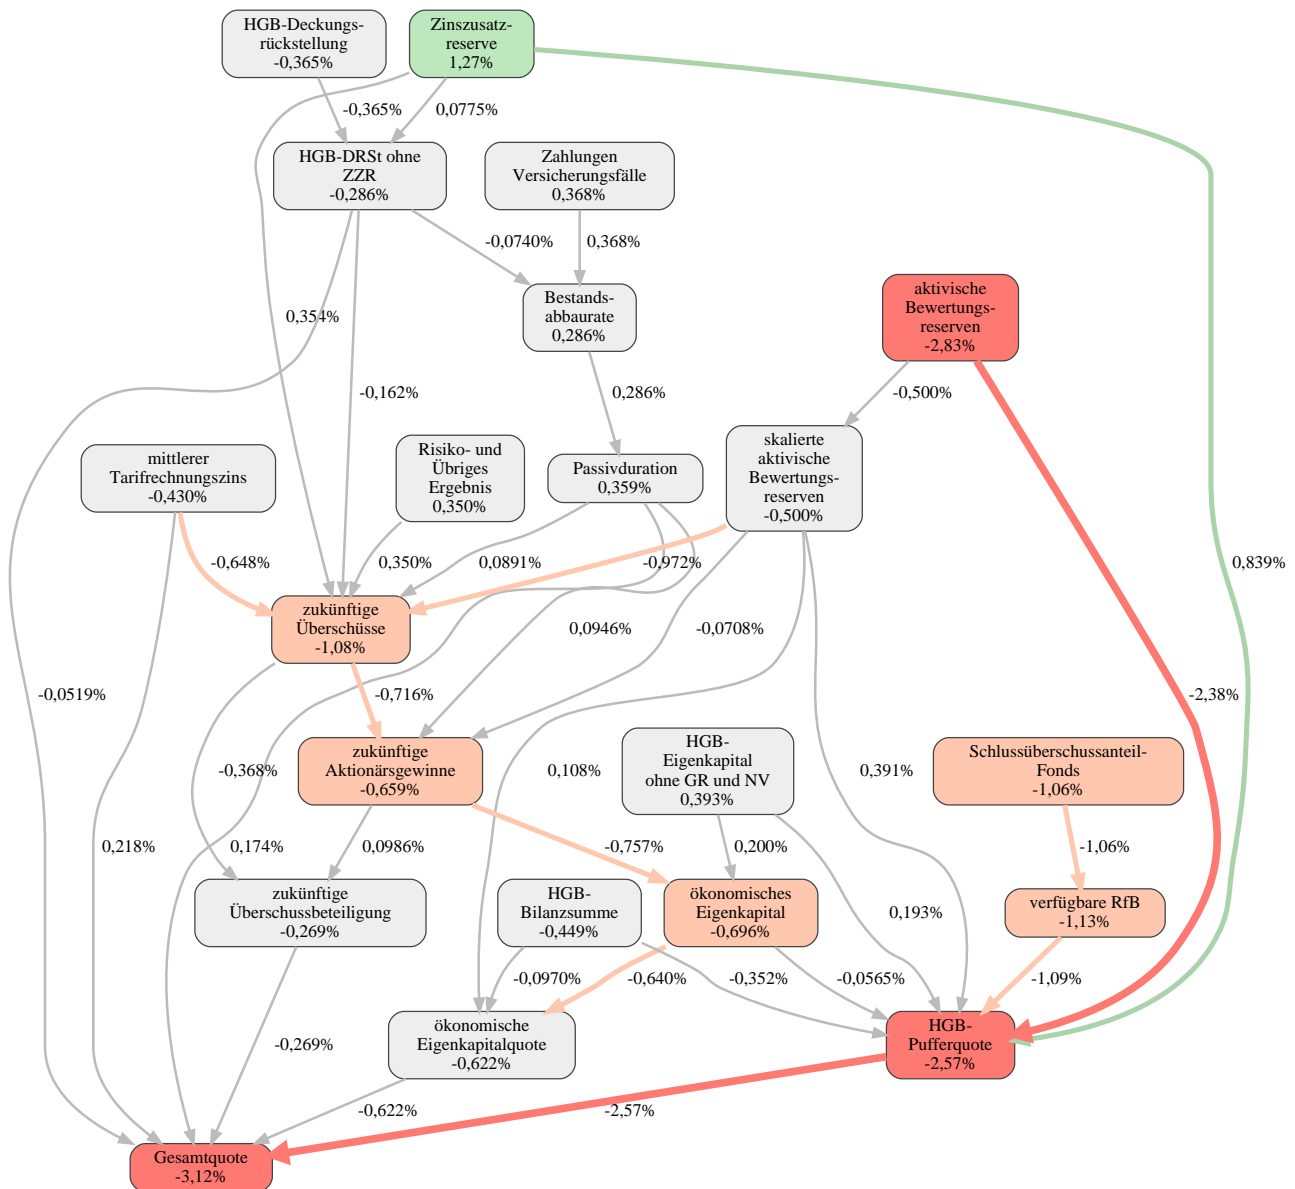 HGB-Deckungs-
rückstellung
-0,365%
Zinszusatz-
reserve
1,27%
-0,365%
0,0775%
HGB-DRSt ohne
ZZR
-0,286%
Zahlungen
Versicherungsfälle
0,368%
-0,0740%
0,368%
Bestands-
abbaurate
0,286%
aktivische
Bewertungs-
reserven
-2,83%
0,354%
-0,162%
0,286%
-0,500%
mittlerer
Tarifrechnungszins
-0,430%
Risiko- und
Übriges
Ergebnis
0,350%
Passivduration
0,359%
skalierte
aktivische
Bewertungs-
reserven
-0,500%
-0,648%
0,350%
0,0891%
-0,972%
0,839%
zukünftige
Überschüsse
-1,08%
0,0946%
-0,0708%
-0,0519%
-0,716%
-2,38%
zukünftige
Aktionärsgewinne
-0,659%
HGB-
Eigenkapital
ohne GR und NV
0,393%
Schlussüberschussanteil-
Fonds
-1,06%
-0,368%
0,108%
0,391%
0,218%
0,174%
0,0986%
-0,757%
0,200%
-1,06%
zukünftige
Überschussbeteiligung
-0,269%
HGB-
Bilanzsumme
-0,449%
ökonomisches
Eigenkapital
-0,696%
0,193%
verfügbare RfB
-1,13%
-0,0970%
-0,640%
-0,352%
-0,0565%
-1,09%
-0,269%
ökonomische
Eigenkapitalquote
-0,622%
HGB-
Pufferquote
-2,57%
-0,622%
-2,57%
Gesamtquote
-3,12%